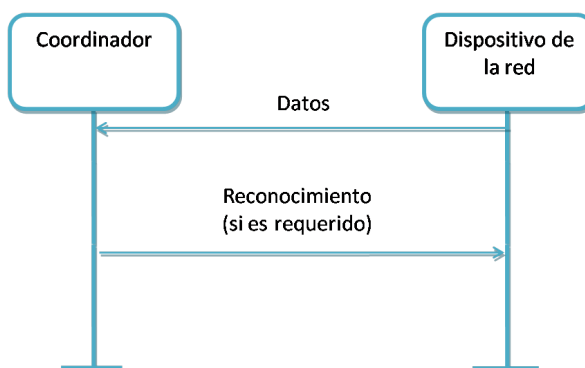 Coordinador
Dispositivo de
la red
Datos
Reconocimiento
(si es requerido)